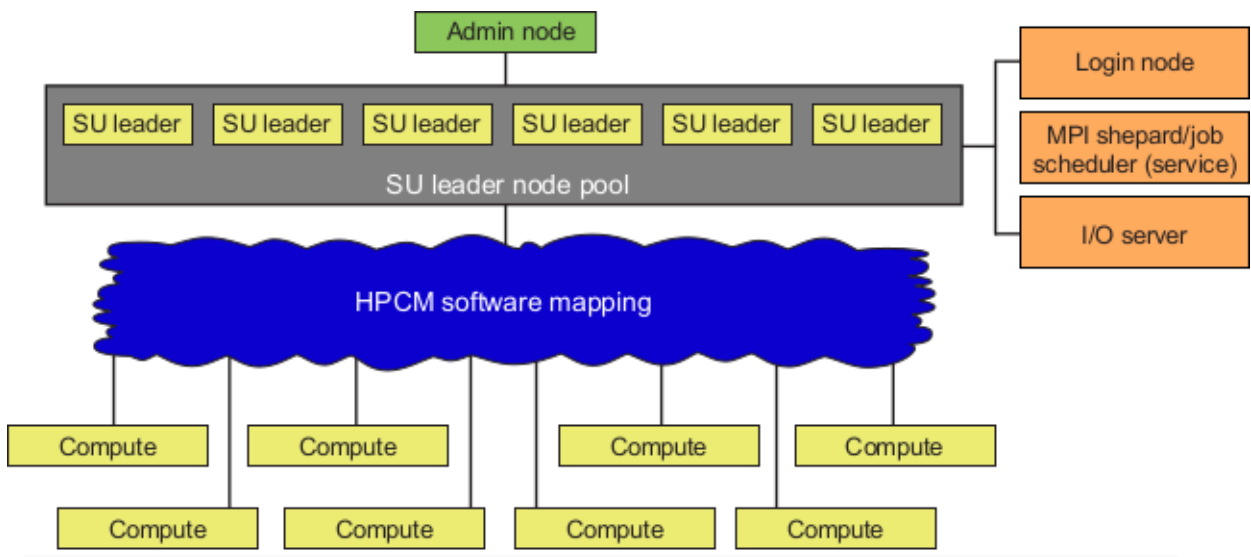 Admin node
SU leader
SU leader
SU leader
SU leader
SU leader
SU leader
SU leader node pool
Login node
MPI shepard/job
scheduler (service)
I/O server
HPCM software mapping
Compute
Compute
Compute
Compute
Compute
Compute
Compute
Compute